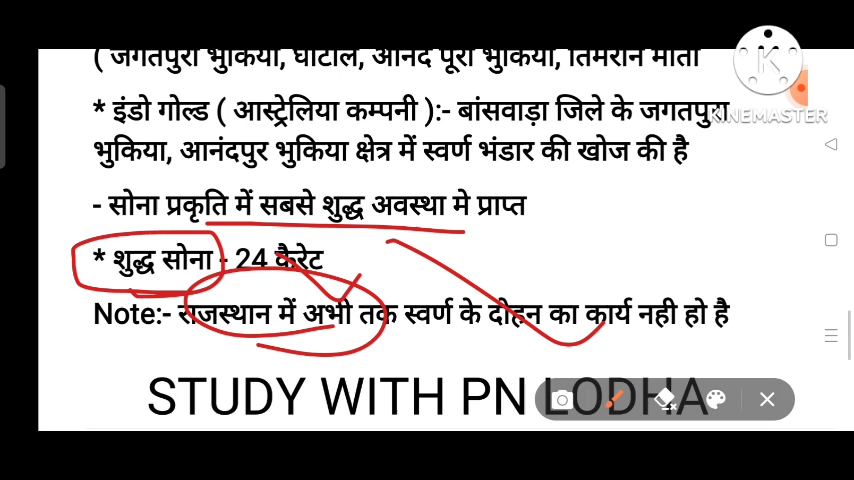 ( जगतपुरा भुकिया, घाटोल, आनंद पूरा भुकिया, तिमरान माता
KINEMASTER
* इंडो गोल्ड ( आस्ट्रेलिया कम्पनी ):- बांसवाड़ा जिले के जगतपुरा
भुकिया, आनंदपुर भुकिया क्षेत्र में स्वर्ण भंडार की खोज की है
- सोना प्रकृति में सबसे शुद्ध अवस्था मे प्राप्त
* शुद्ध सोना - 24 कैरेट
Note:- राजस्थान में अभी तक स्वर्ण के दोहन का कार्य नही हो है
STUDY WITH PN LODHA